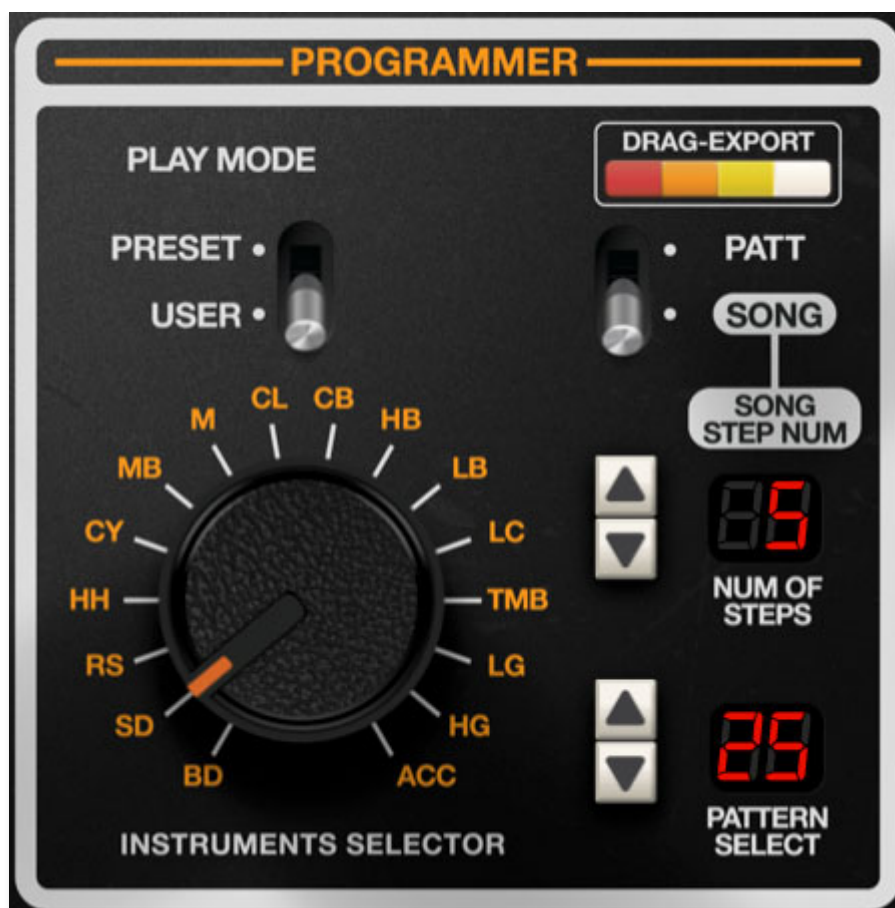 PROGRAMMER
PLAY MODE
DRAG-EXPORT
PRESET
PATT
USER
SONG
SONG
STEP NUM
CL
CB
M
HB
MB
LB
CY
LC
HH
TMB
RS
LG
SD
HG
BD
ACC
5
NUM OF
STEPS
25
PATTERN
SELECT
INSTRUMENTS SELECTOR